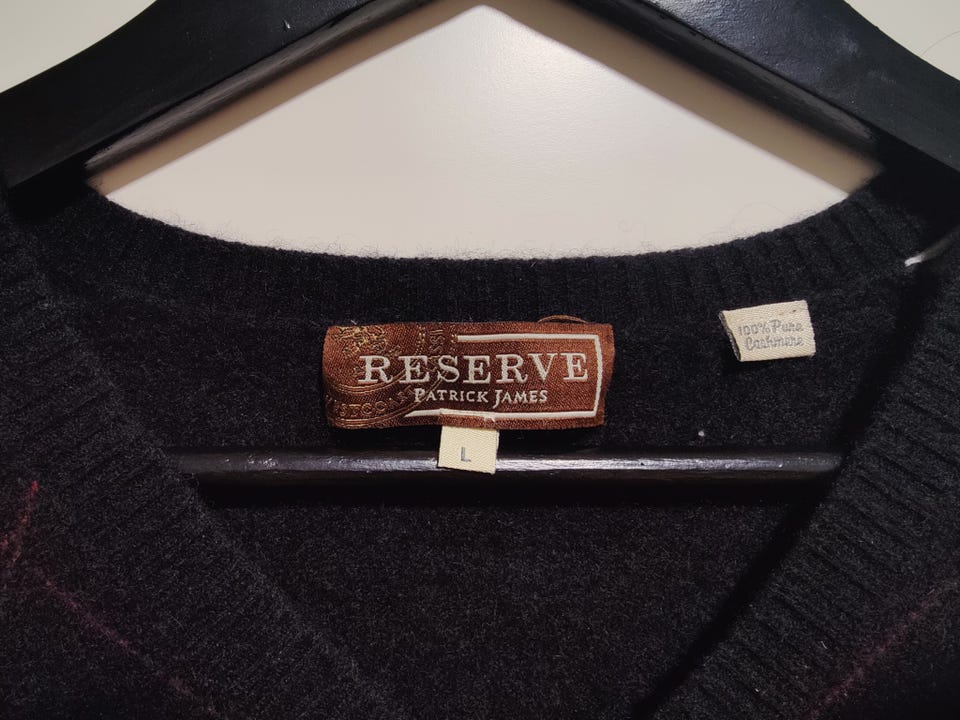 RESERVE
PATRICK JAMES
L
100% Pure
Cashmere